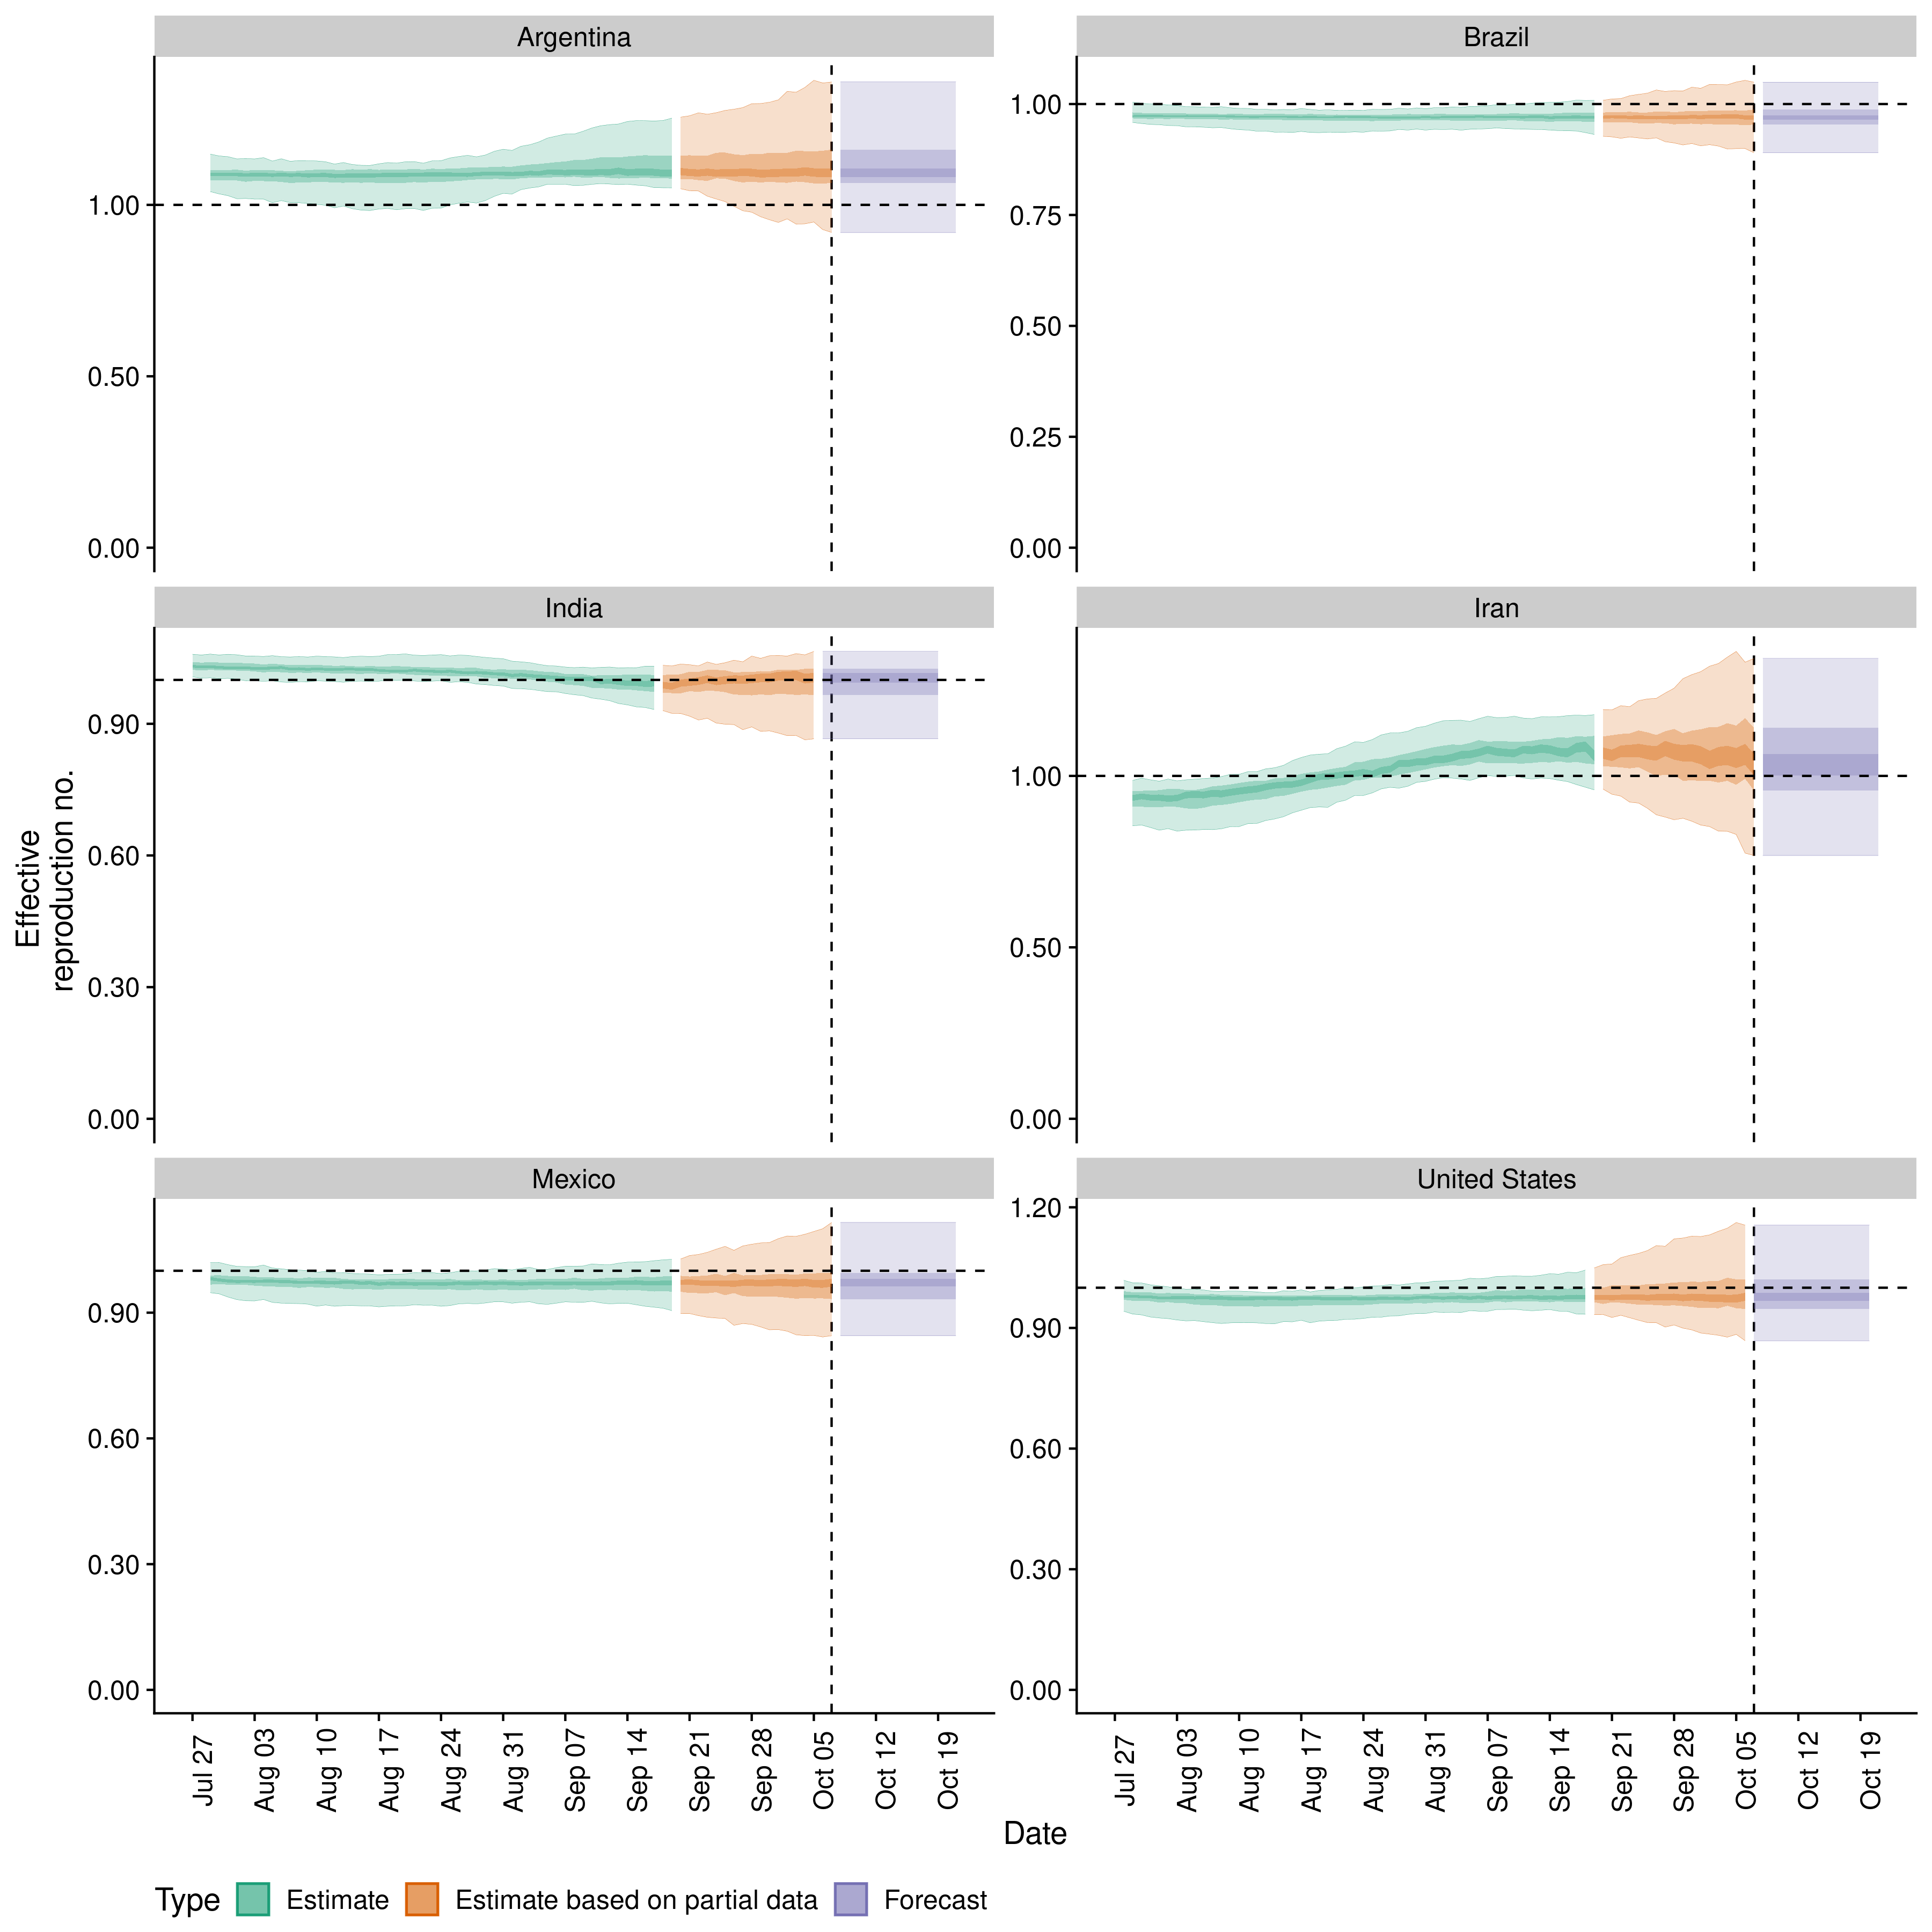 Argentina
Brazil
1.00
0.50
0.00
1.00
0.75
0.50
0.25
0.00
India
Iran
0.90
0.60
0.30
0.00
1.00
0.50
0.00
Effective
reproduction no.
Mexico
United States
0.90
0.60
0.30
0.00
1.20
0.90
0.60
0.30
0.00
Jul 27
Aug 03
Aug 10
Aug 17
Aug 24
Aug 31
Sep 07
Sep 14
Sep 21
Sep 28
Oct 05
Oct 12
Oct 19
Jul 27
Aug 03
Aug 10
Aug 17
Aug 24
Aug 31
Sep 07
Sep 14
Sep 21
Sep 28
Oct 05
Oct 12
Oct 19
Date
Type Estimate Estimate based on partial data Forecast